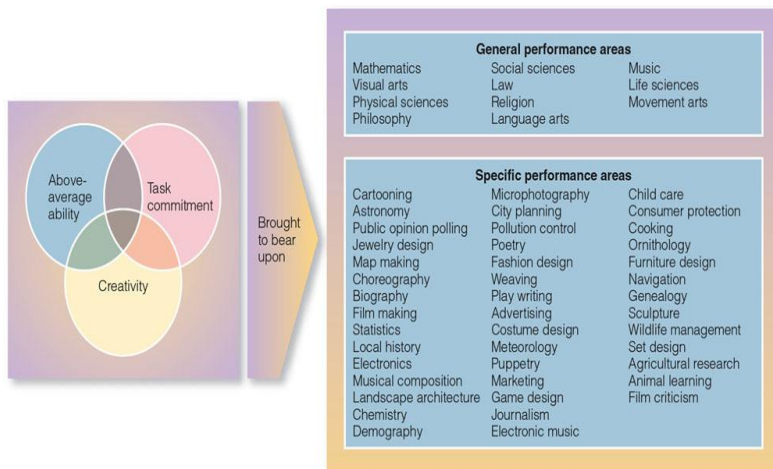 Above-
average
ability
Task
commitment
Creativity
Brought
to bear
upon
General performance areas
Mathematics
Visual arts
Physical sciences
Philosophy
Social sciences
Law
Religion
Language arts
Music
Life sciences
Movement arts
Specific performance areas
Cartooning
Astronomy
Public opinion polling
Jewelry design
Map making
Choreography
Biography
Film making
Statistics
Local history
Electronics
Musical composition
Landscape architecture
Chemistry
Demography
Microphotography
City planning
Pollution control
Poetry
Fashion design
Weaving
Play writing
Advertising
Costume design
Meteorology
Puppetry
Marketing
Game design
Journalism
Electronic music
Child care
Consumer protection
Cooking
Ornithology
Furniture design
Navigation
Genealogy
Sculpture
Wildlife management
Set design
Agricultural research
Animal learning
Film criticism